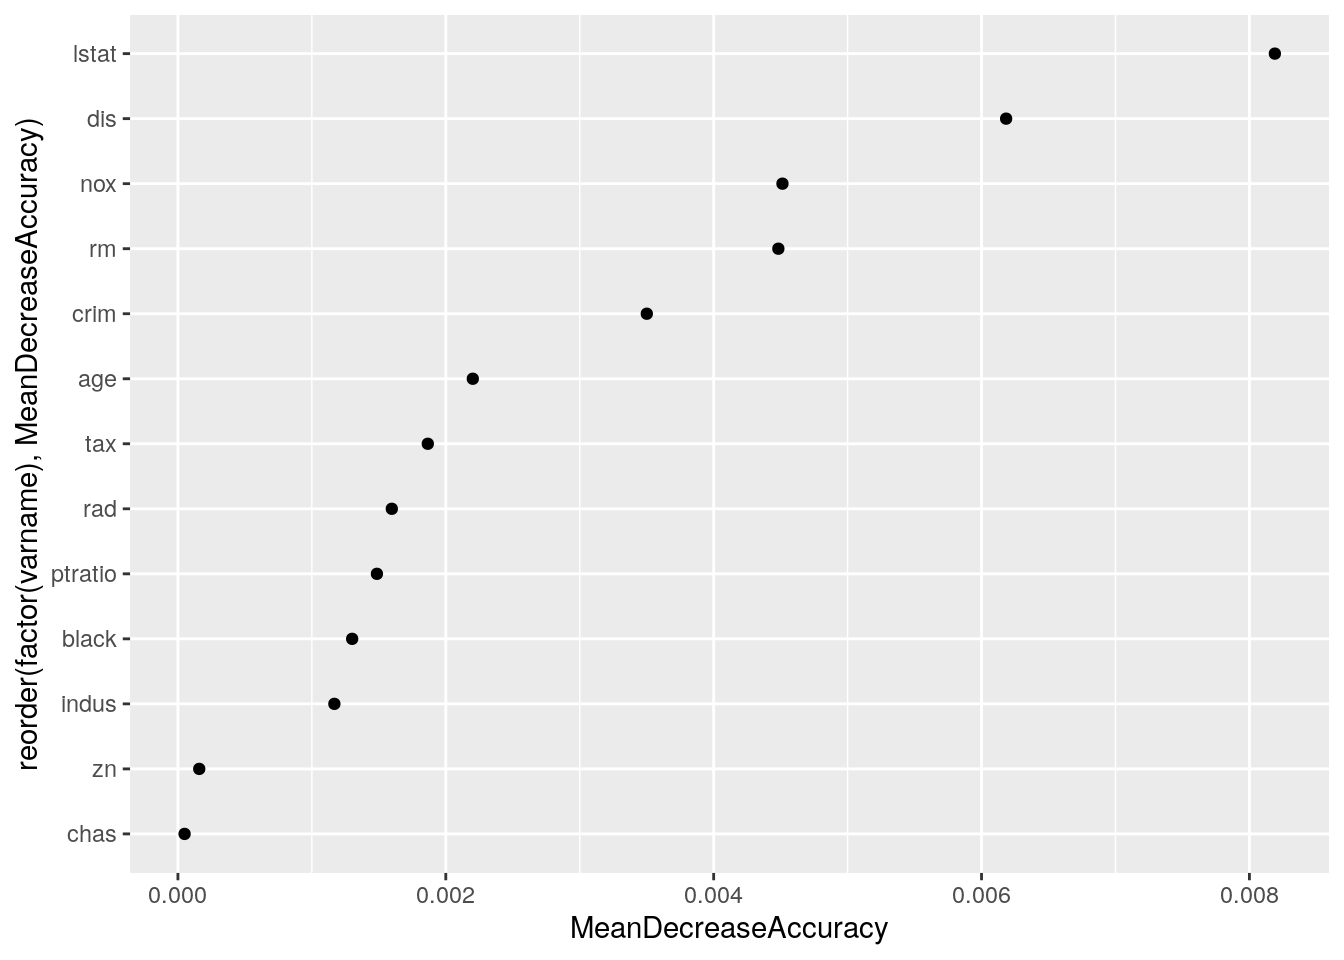 reorder(factor(varname), MeanDecreaseAccuracy)
lstat
dis
nox
rm
crim
age
tax
rad
ptratio
black
indus
zn
chas
0.000 0.002 0.004 0.006 0.008
MeanDecreaseAccuracy